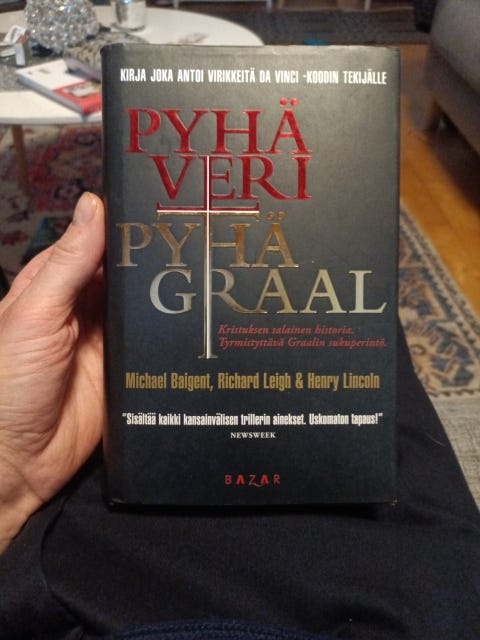 KIRJA JOKA ANTOI VIRIKKEITÄ DA VINCI -KOODIN TEKIJÄLLE
PYHÄ
VERI
PYHÄ
GRAAL
Kristuksen salainen historia.
Tyrmistyttävä Graalin sukuperintö.
Michael Baigent, Richard Leigh & Henry Lincoln
"Sisältää kaikki kansainvälisen trillerin ainekset. Uskomaton tapaus!"
NEWSWEEK
BAZAR